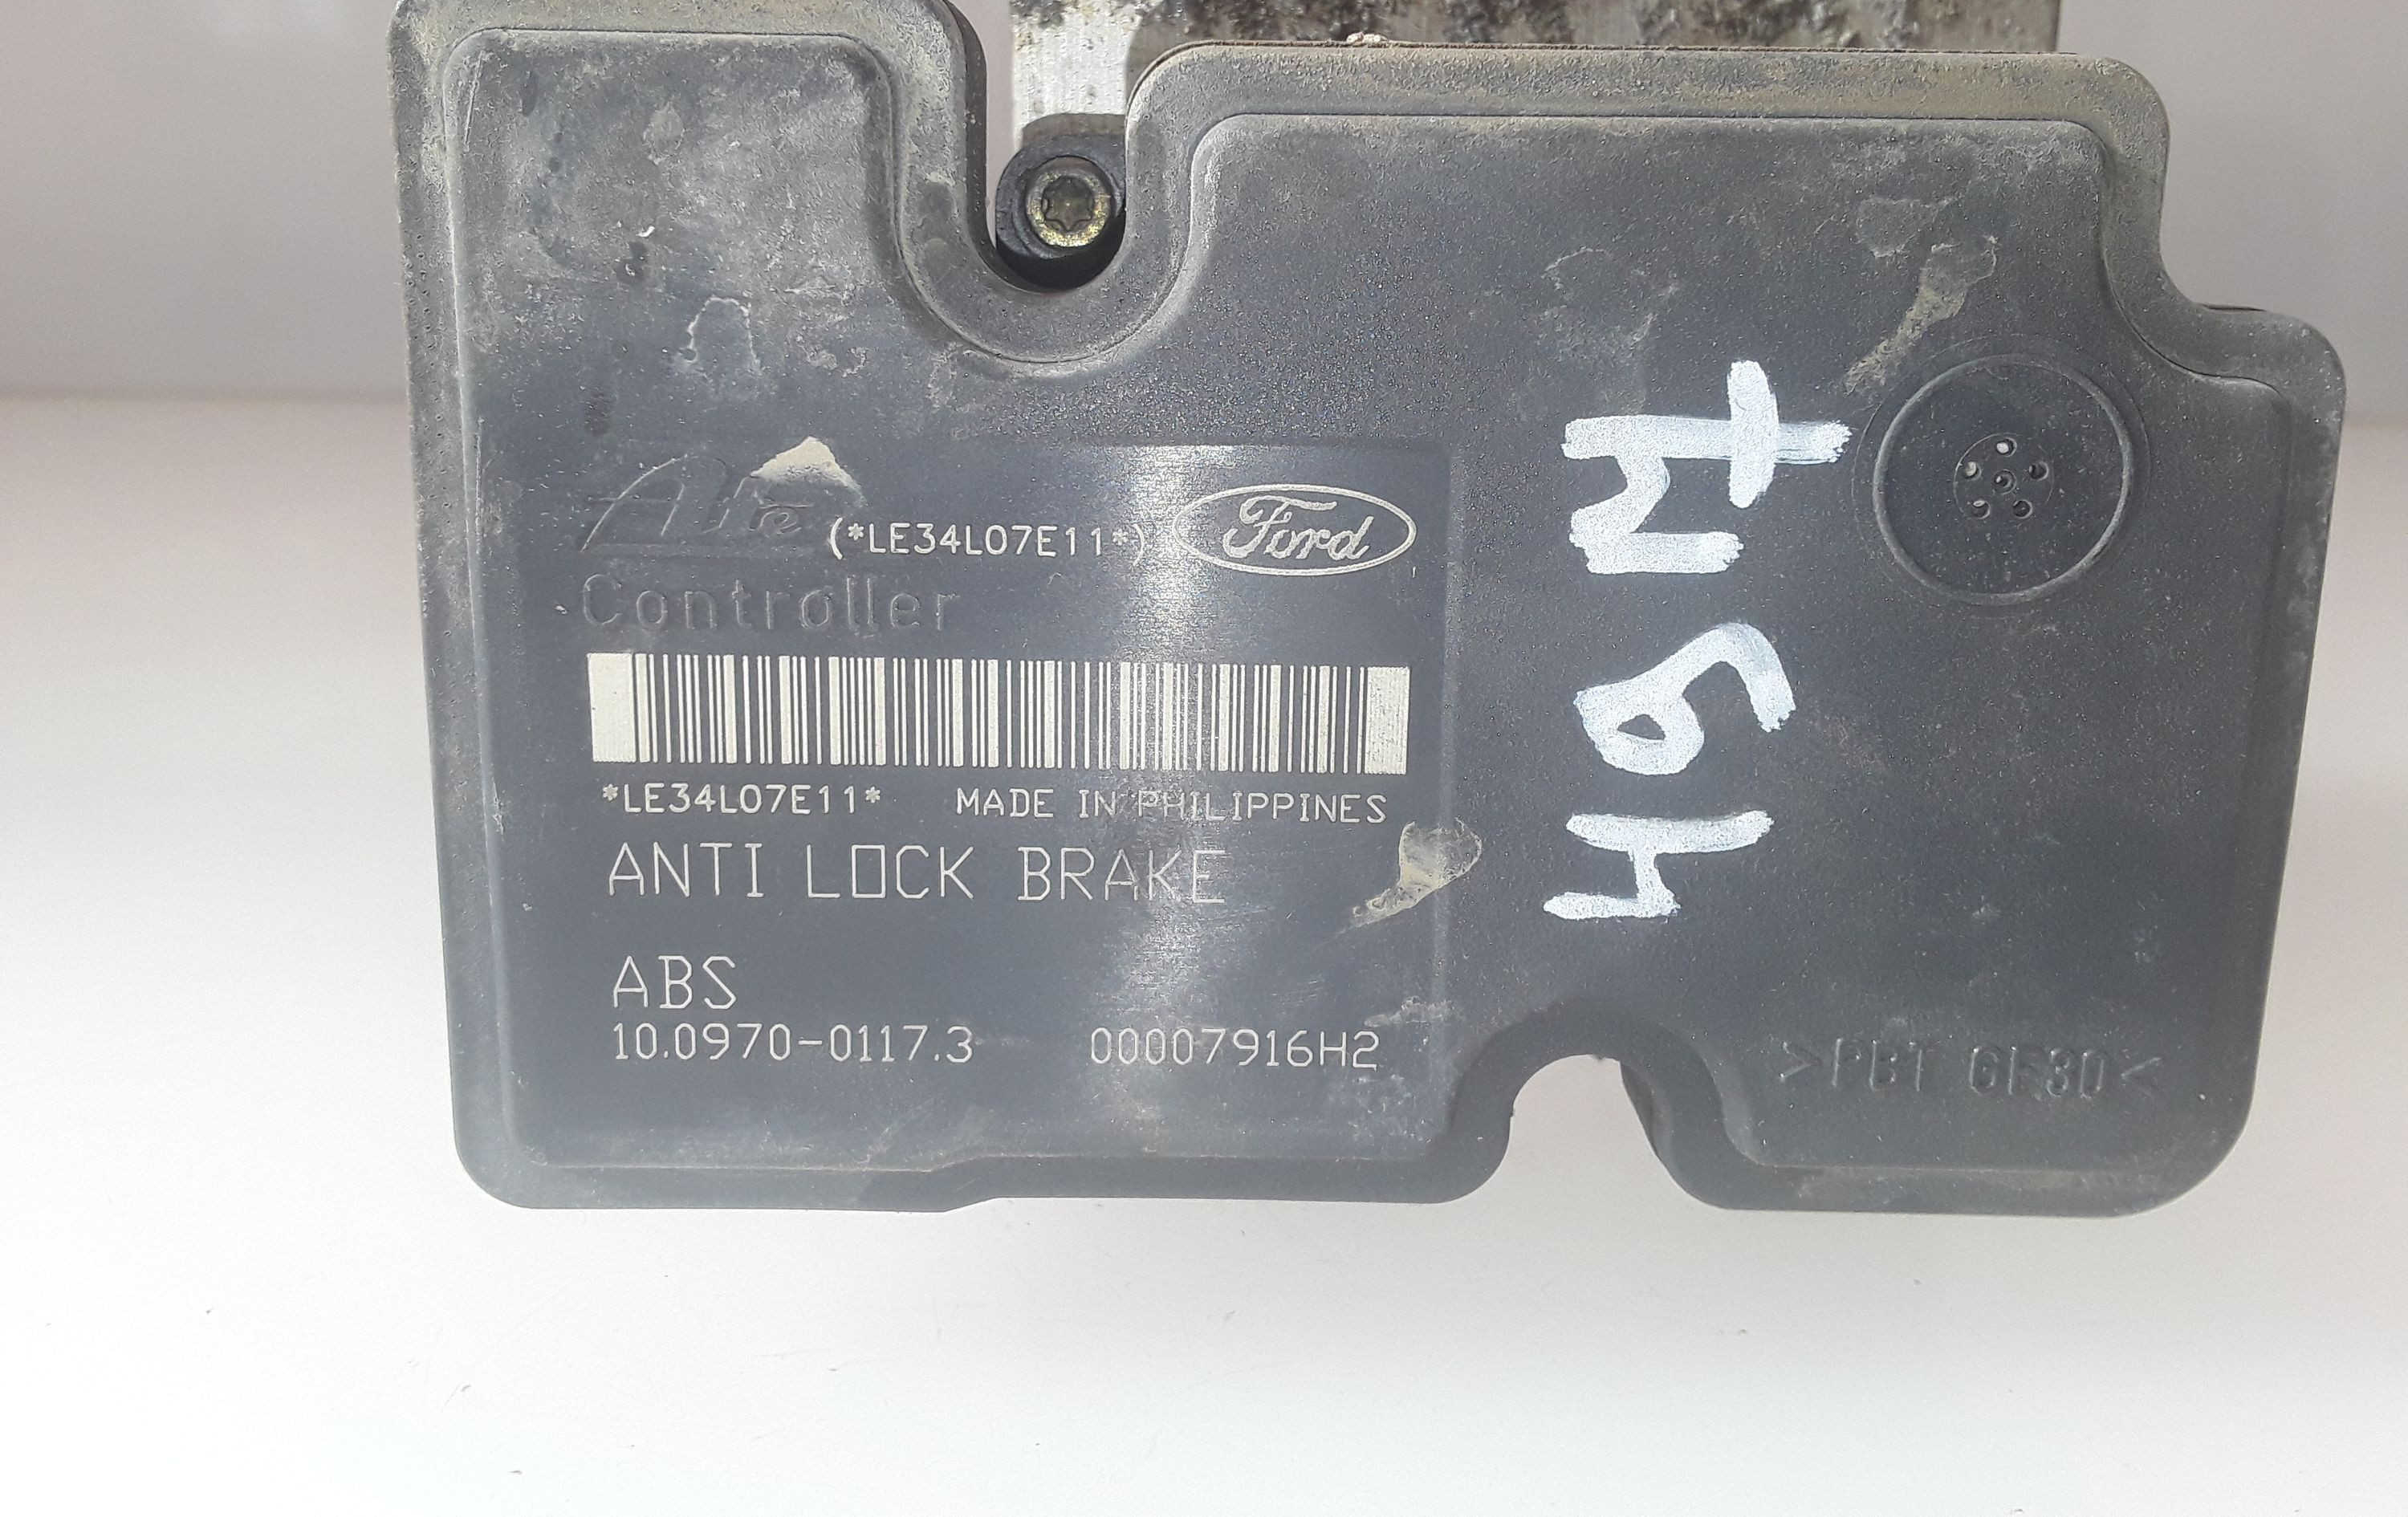 Ate
(*LE34L07E11*)
Ford
Controller
*LE34L07E11* MADE IN PHILIPPINES
ANTI LOCK BRAKE
ABS
10.0970-0117.3 00007916H2
>PBT GF30<